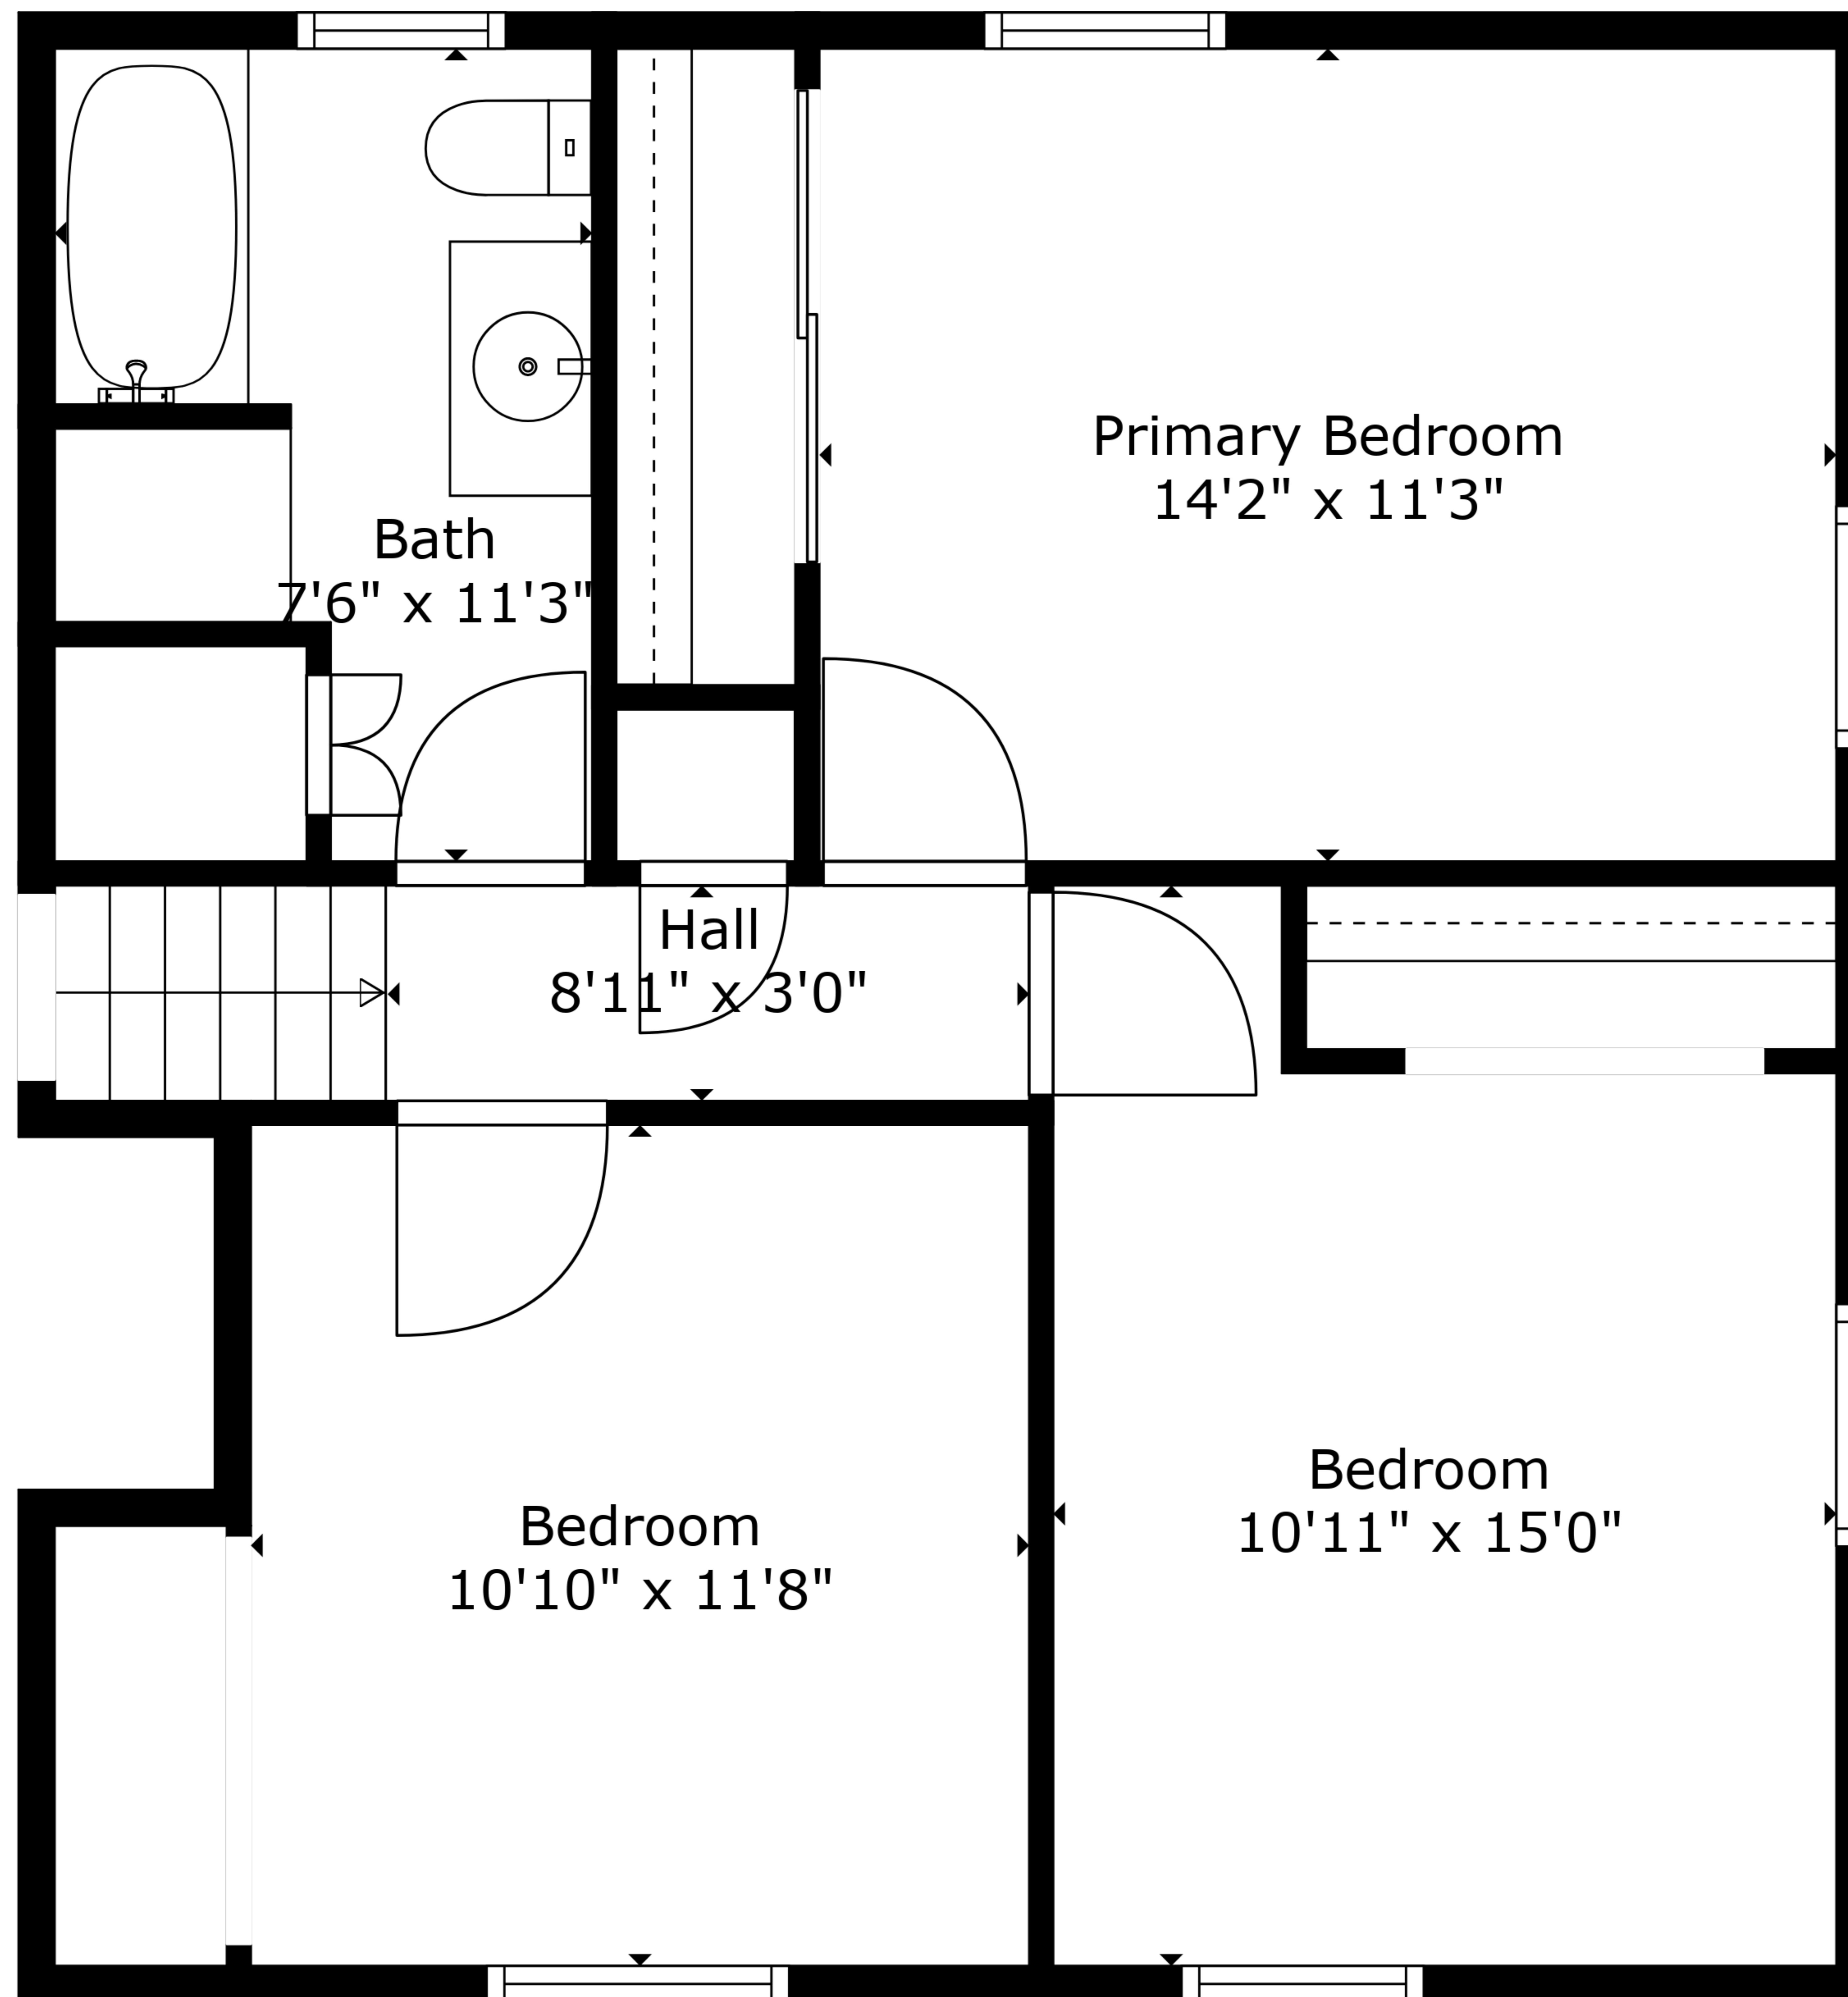 Primary Bedroom
14'2" x 11'3"
Bath
7'6" x 11'3"
Hall
8'11" x 3'0"
Bedroom
10'11" x 15'0"
Bedroom
10'10" x 11'8"